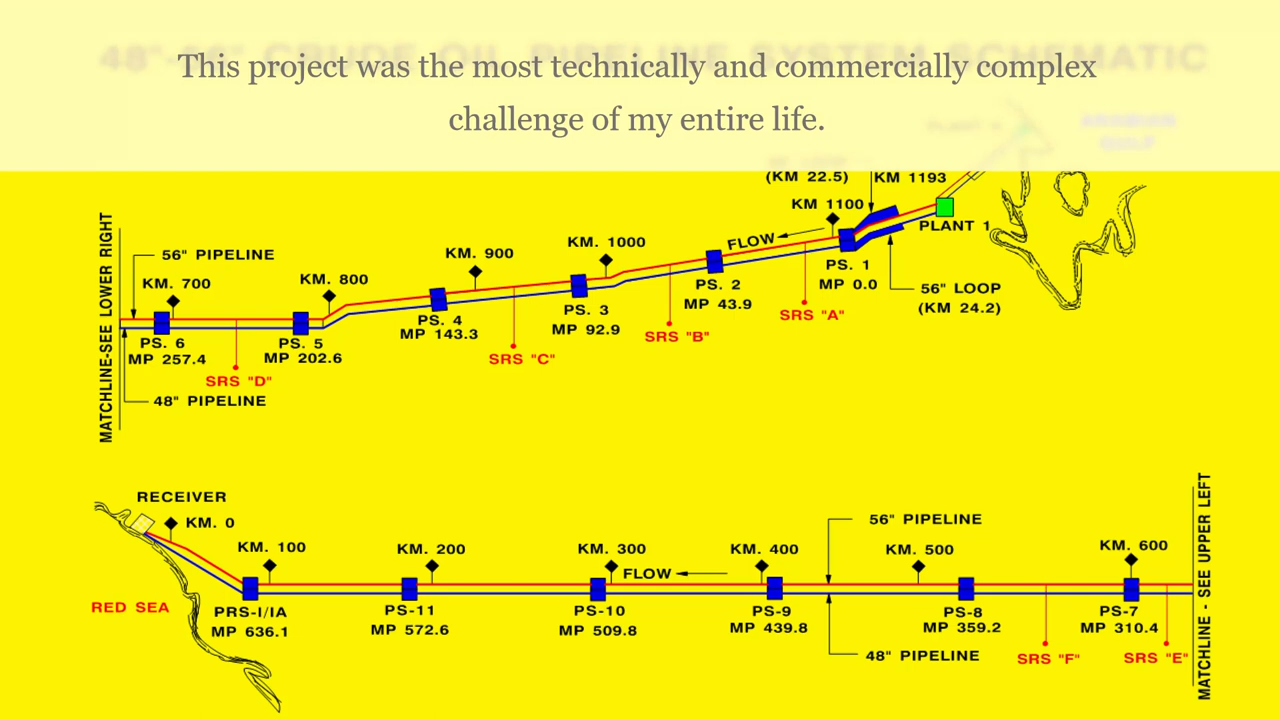 48"-56" CRUDE OIL PIPELINE SYSTEM SCHEMATIC
This project was the most technically and commercially complex
challenge of my entire life.
(KM 22.5)
KM 1193
KM 1100
PLANT 1
FLOW
PS. 1
MP 0.0
56" LOOP
(KM 24.2)
SRS "A"
KM. 1000
PS. 2
MP 43.9
SRS "B"
KM. 900
PS. 3
MP 92.9
SRS "C"
KM. 800
PS. 4
MP 143.3
56" PIPELINE
KM. 700
PS. 5
MP 202.6
PS. 6
MP 257.4
SRS "D"
48" PIPELINE
MATCHLINE-SEE LOWER RIGHT
RECEIVER
KM. 0
RED SEA
KM. 100
PRS-I/IA
MP 636.1
KM. 200
PS-11
MP 572.6
KM. 300
FLOW
PS-10
MP 509.8
KM. 400
PS-9
MP 439.8
56" PIPELINE
48" PIPELINE
KM. 500
PS-8
MP 359.2
SRS "F"
KM. 600
PS-7
MP 310.4
SRS "E"
MATCHLINE - SEE UPPER LEFT